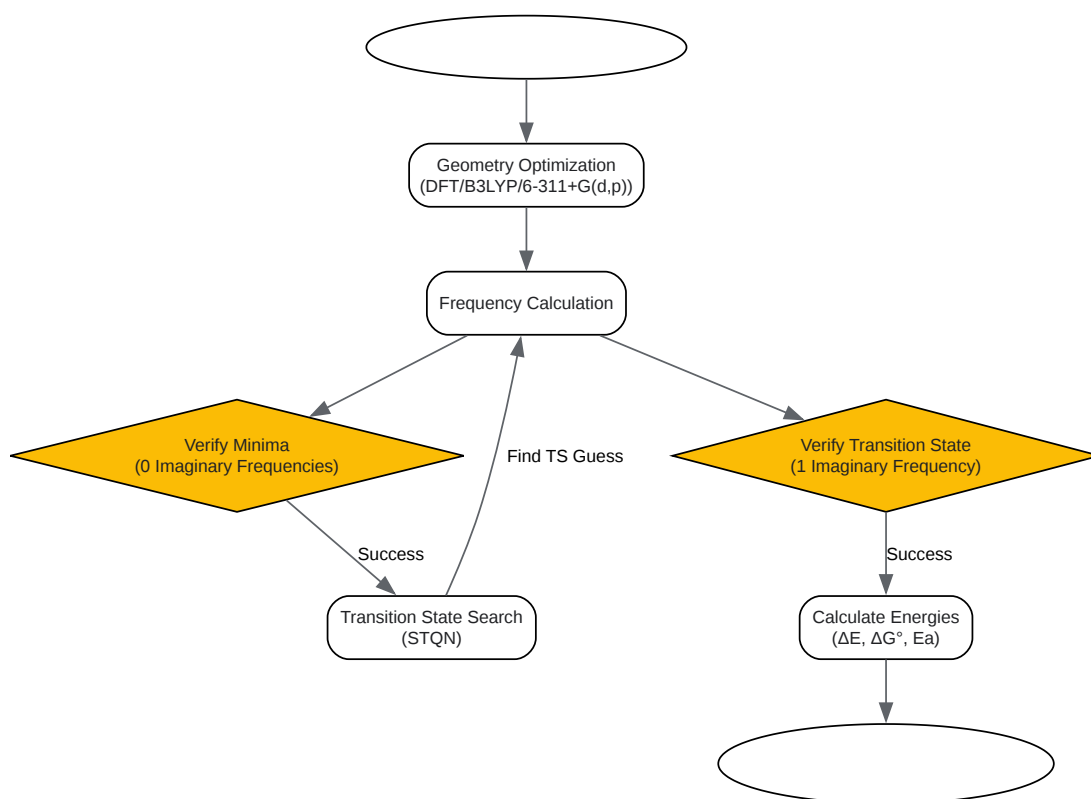 Geometry Optimization
(DFT/B3LYP/6-311+G(d,p))
Frequency Calculation
Verify Minima
(0 Imaginary Frequencies)
Find TS Guess
Verify Transition State
(1 Imaginary Frequency)
Success
Success
Transition State Search
(STQN)
Calculate Energies
(ΔE, ΔG°, Ea)